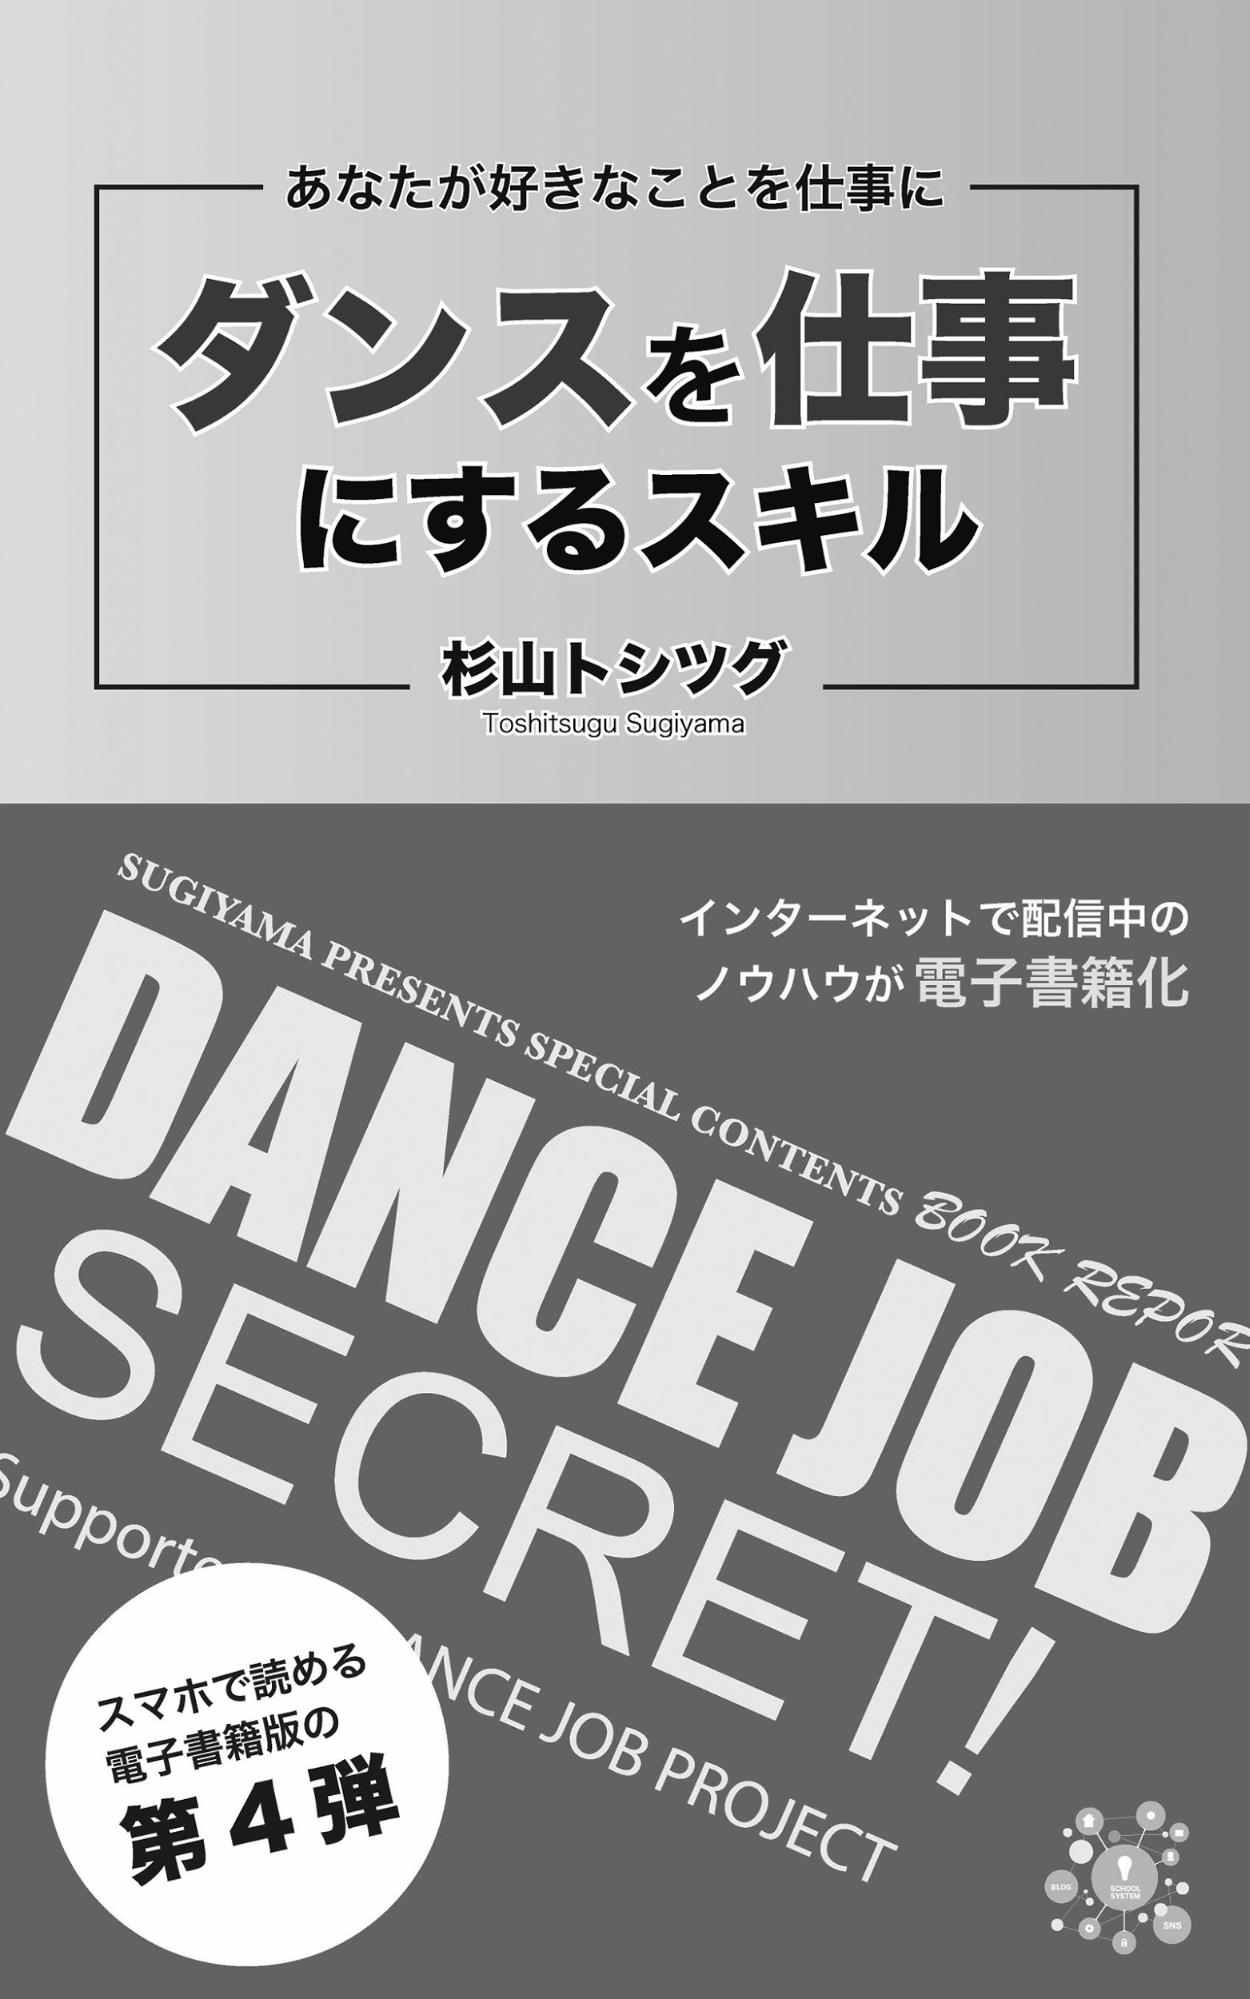 あなたが好きなことを仕事に
ダンスを仕事
にするスキル
杉山トシツグ
Toshitsugu Sugiyama
インターネットで配信中の
ノウハウが電子書籍化
SUGIYAMA PRESENTS SPECIAL CONTENTS BOOK REPOR
DANCE JOB
SECRET!
Supporte
ANCE JOB PROJECT
スマホで読める
電子書籍版の
第4弾
SCHOOL
SYSTEM
BLOG
SNS